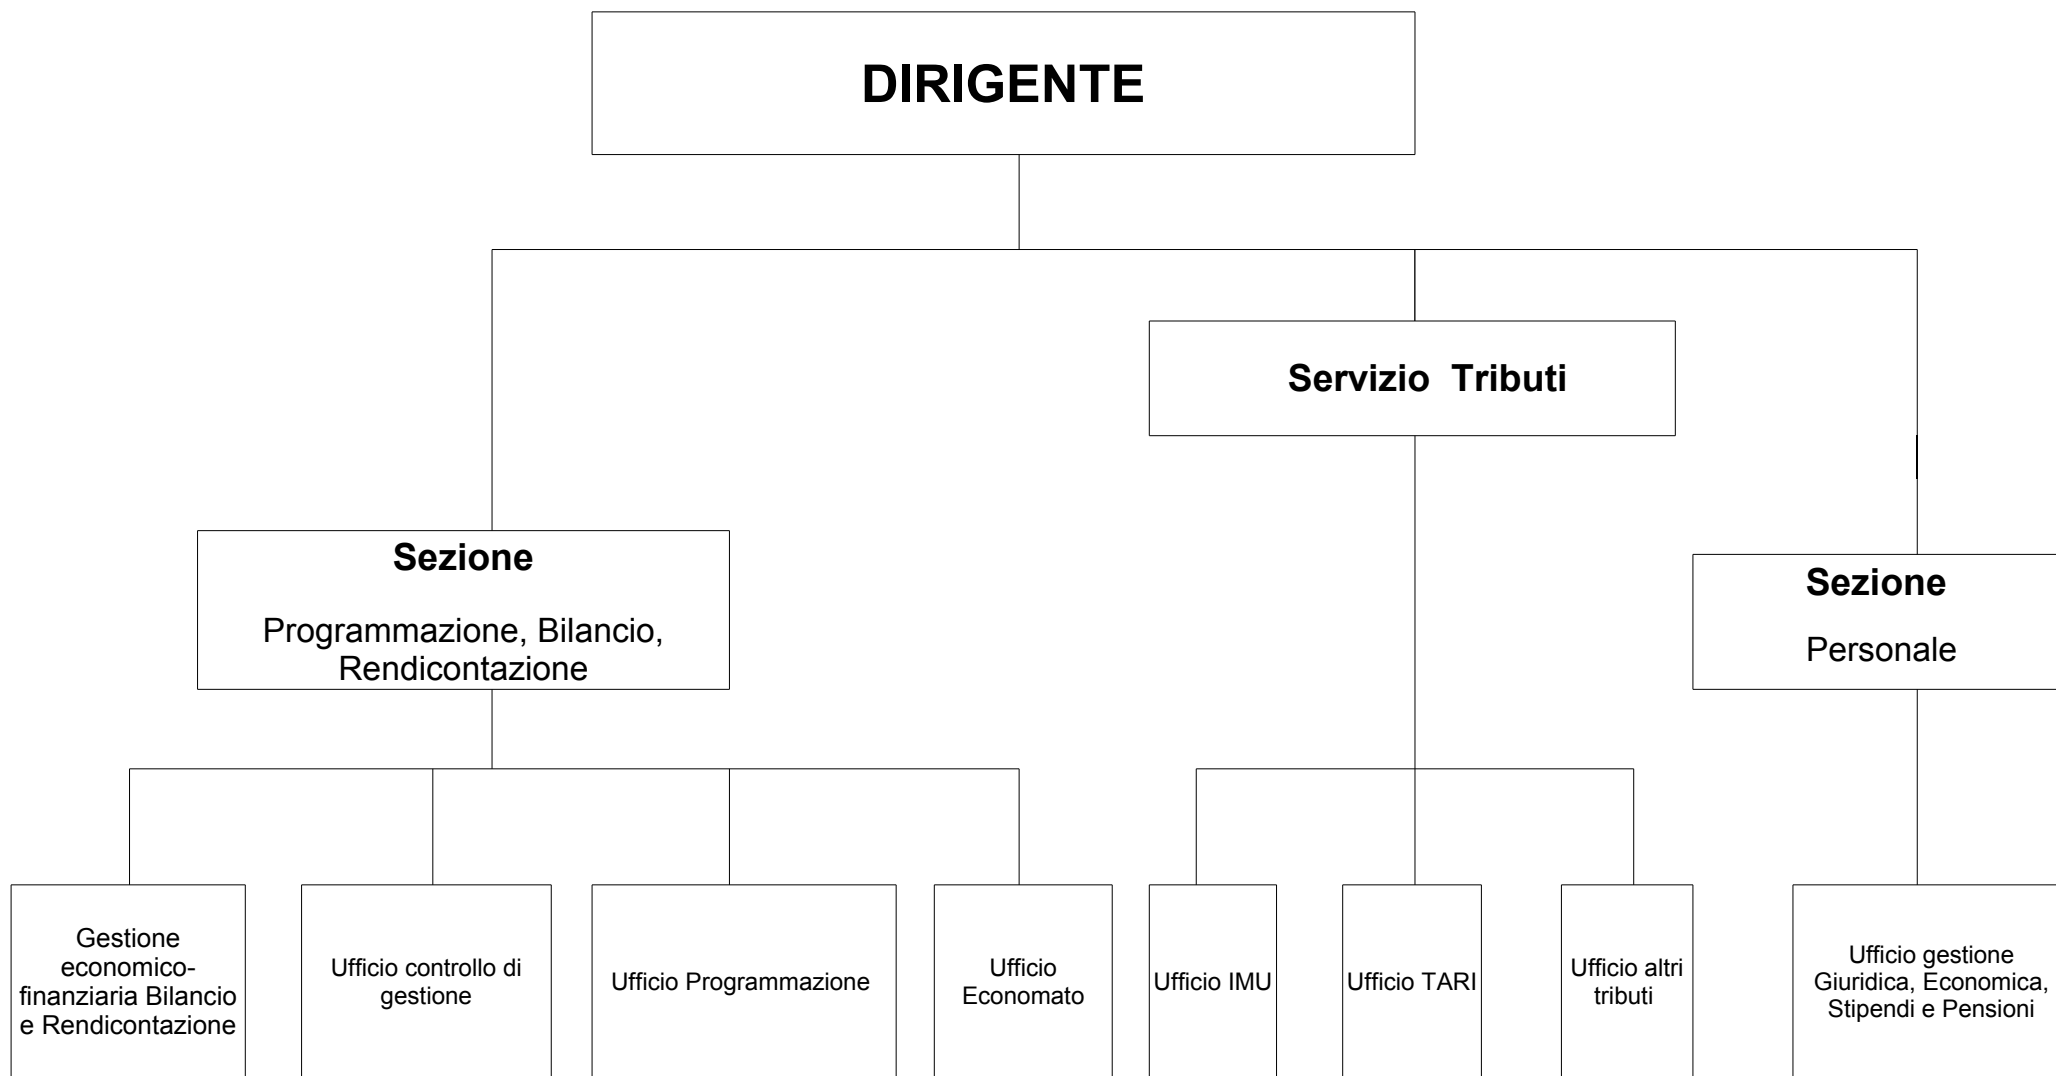 DIRIGENTE
Servizio Tributi
Sezione
Programmazione, Bilancio,
Rendicontazione
Sezione
Personale
Gestione
economico-
finanziaria Bilancio
e Rendicontazione
Ufficio controllo di
gestione
Ufficio Programmazione
Ufficio
Economato
Ufficio IMU
Ufficio TARI
Ufficio altri
tributi
Ufficio gestione
Giuridica, Economica,
Stipendi e Pensioni